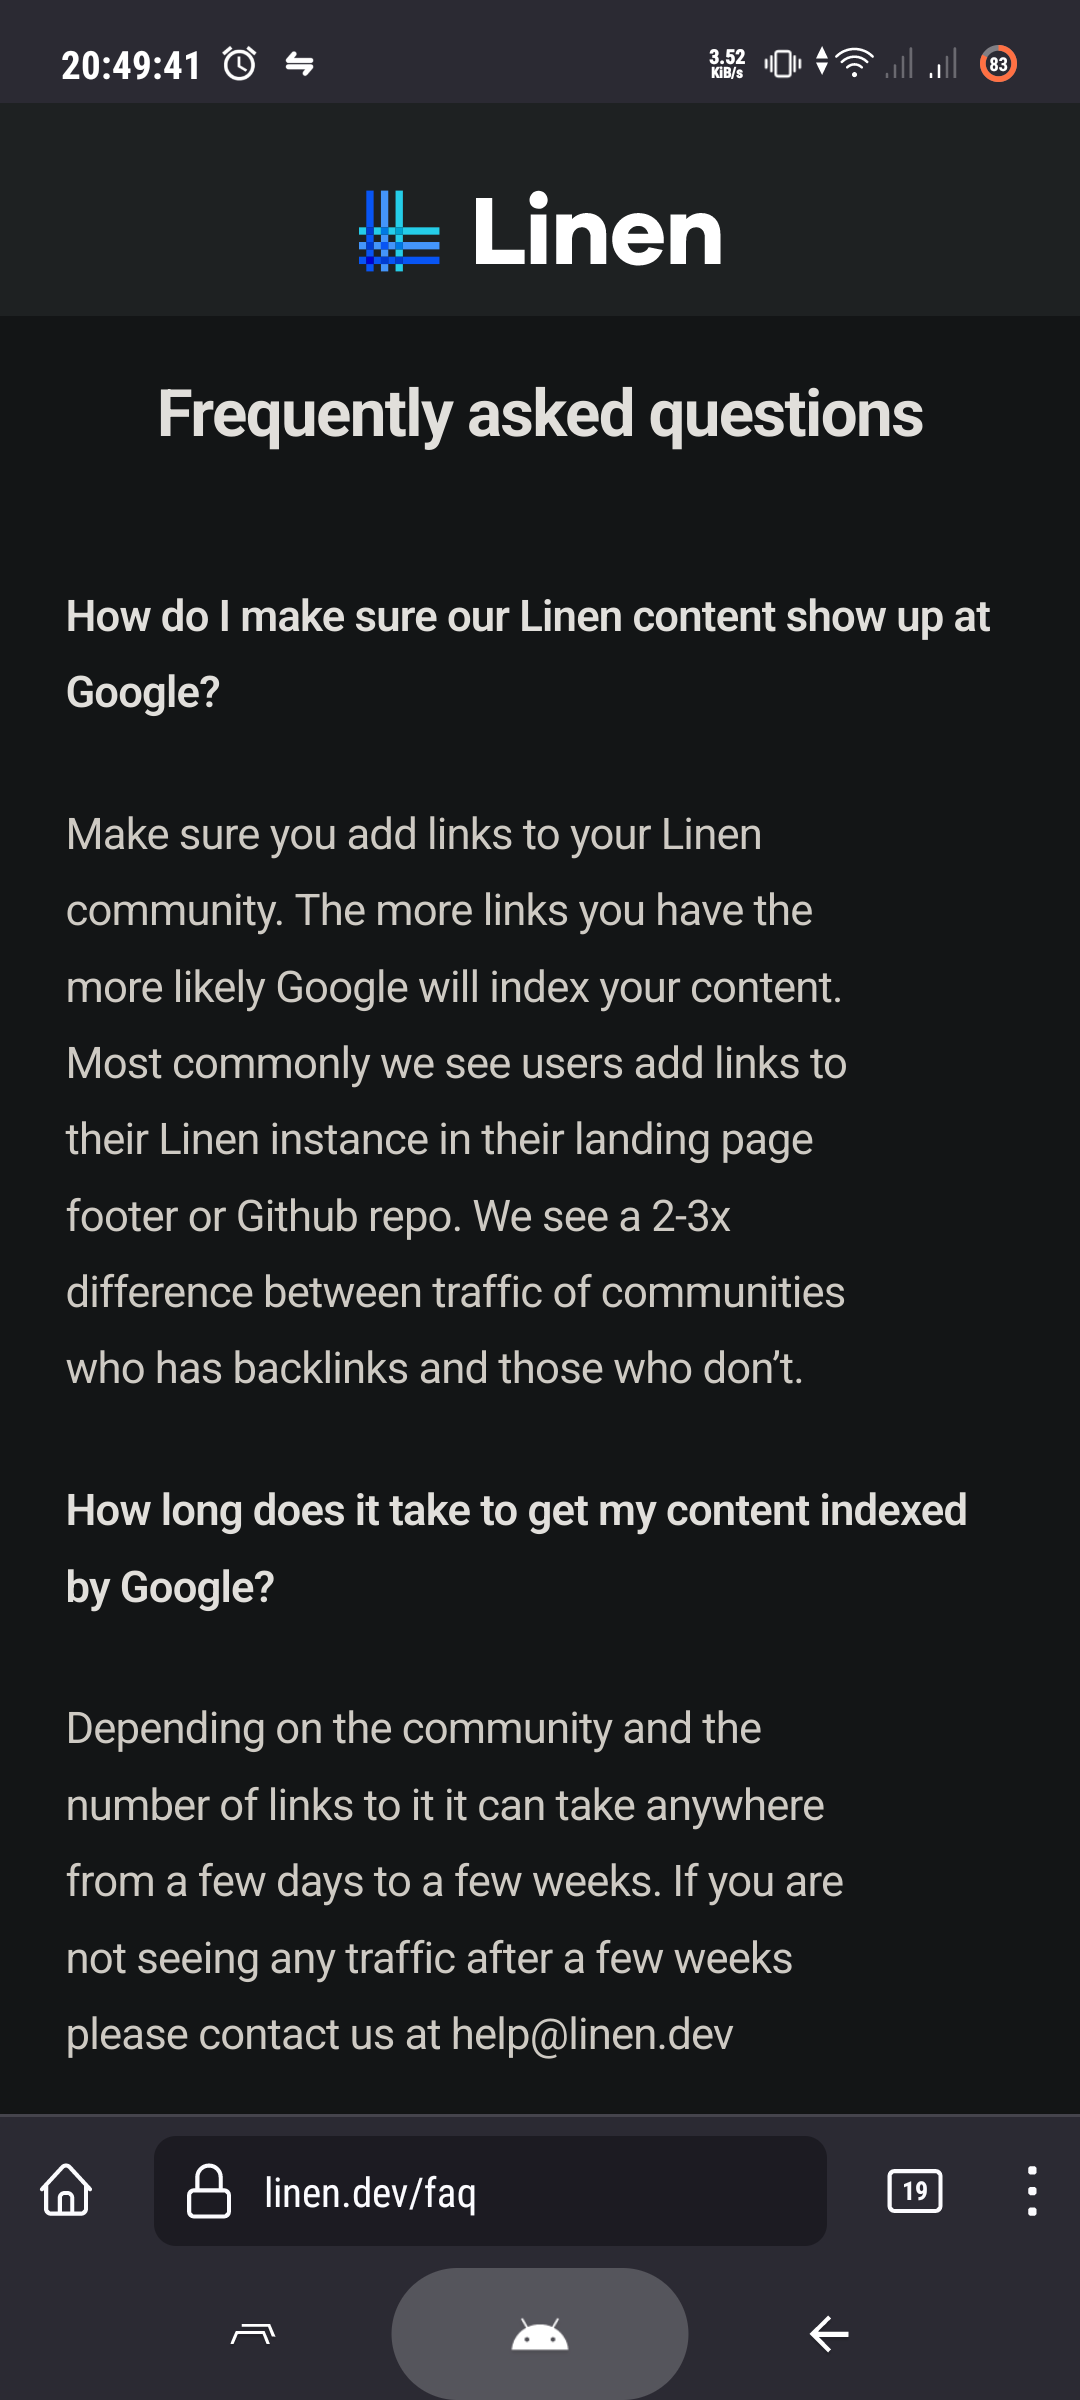 20:49:41
3.52
KiB/s
83
Linen
Frequently asked questions
How do I make sure our Linen content show up at
Google?
Make sure you add links to your Linen
community. The more links you have the
more likely Google will index your content.
Most commonly we see users add links to
their Linen instance in their landing page
footer or Github repo. We see a 2-3x
difference between traffic of communities
who has backlinks and those who don’t.
How long does it take to get my content indexed
by Google?
Depending on the community and the
number of links to it it can take anywhere
from a few days to a few weeks. If you are
not seeing any traffic after a few weeks
please contact us at help@linen.dev
linen.dev/faq
19